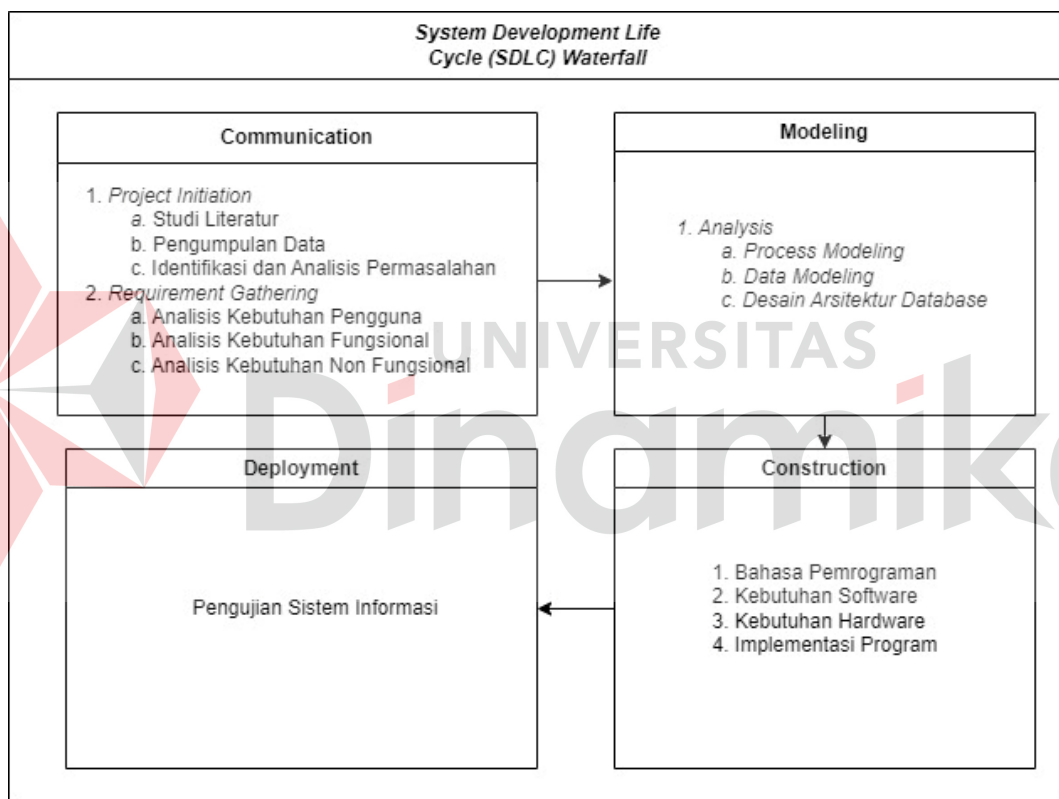 System Development Life
Cycle (SDLC) Waterfall
Communication
1. Project Initiation
a. Studi Literatur
b. Pengumpulan Data
c. Identifikasi dan Analisis Permasalahan
2. Requirement Gathering
a. Analisis Kebutuhan Pengguna
b. Analisis Kebutuhan Fungsional
c. Analisis Kebutuhan Non Fungsional
Modeling
1. Analysis
a. Process Modeling
b. Data Modeling
c. Desain Arsitektur Database
Construction
1. Bahasa Pemrograman
2. Kebutuhan Software
3. Kebutuhan Hardware
4. Implementasi Program
Deployment
Pengujian Sistem Informasi
UNIVERSITAS
Dinamika